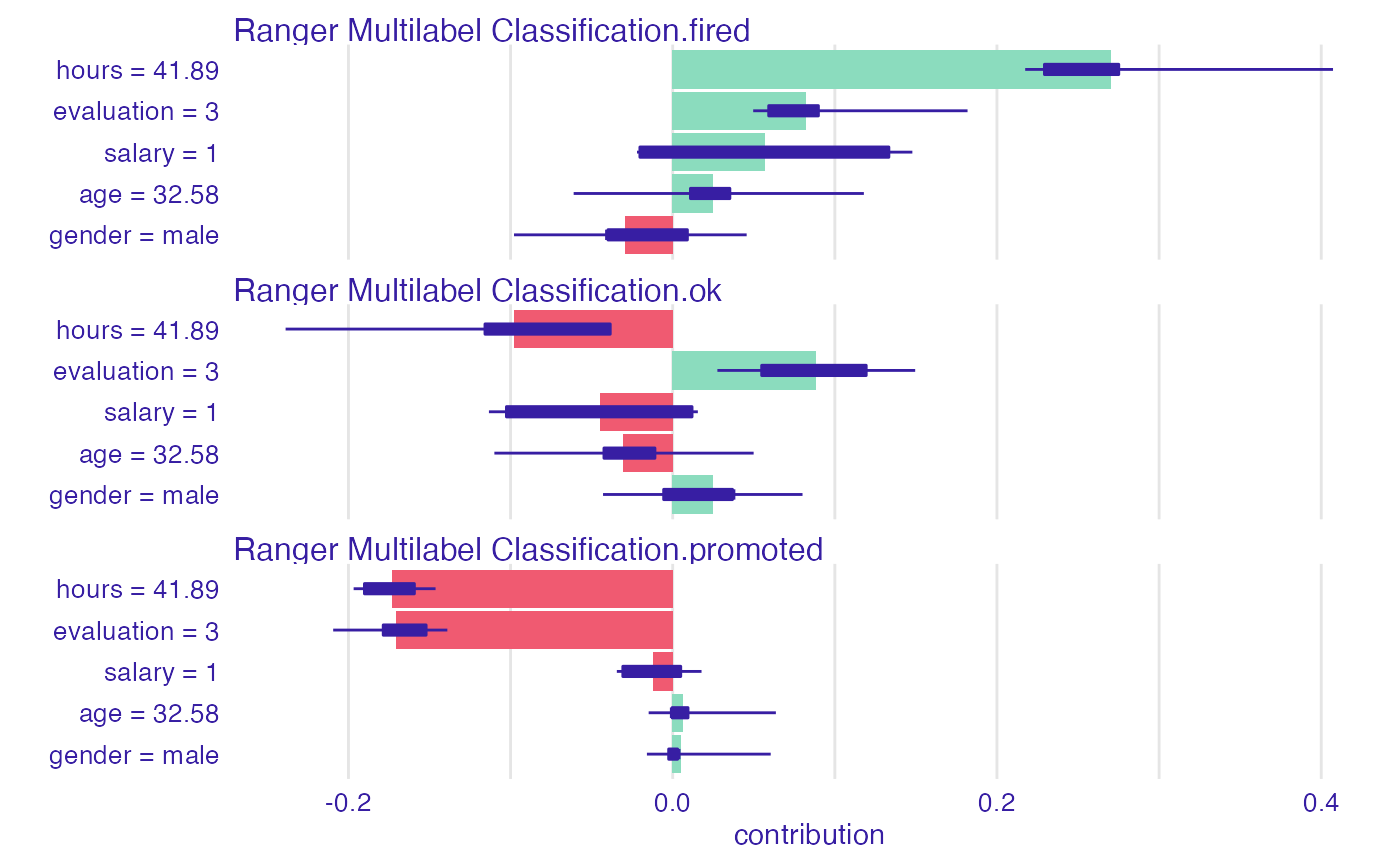 Ranger Multilabel Classification.fired
hours = 41.89
evaluation = 3
salary = 1
age = 32.58
gender = male
Ranger Multilabel Classification.ok
hours = 41.89
evaluation = 3
salary = 1
age = 32.58
gender = male
Ranger Multilabel Classification.promoted
hours = 41.89
evaluation = 3
salary = 1
age = 32.58
gender = male
-0.2 0.0 0.2 0.4
contribution